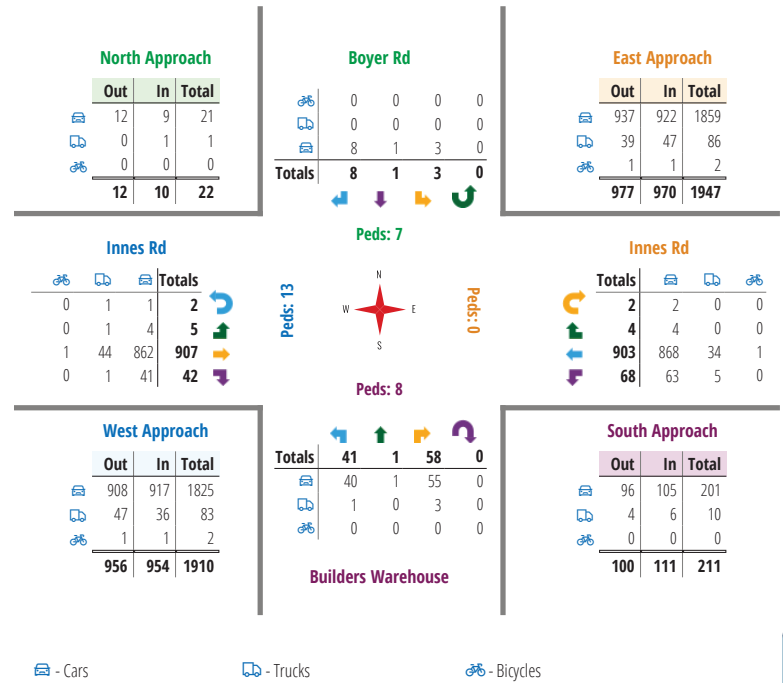 North Approach
Out In Total
12 9 21
0 1 1
0 0 0
12 10 22
Boyer Rd
0 0 0 0
0 0 0 0
8 1 3 0
Totals 8 1 3 0
East Approach
Out In Total
937 922 1859
39 47 86
1 1 2
977 970 1947
Innes Rd
Totals
0 1 1 2
0 1 4 5
1 44 862 907
0 1 41 42
Peds: 7
Peds: 13
N
W E
S
Peds: 0
Peds: 8
Innes Rd
Totals
2 2 0 0
4 4 0 0
903 868 34 1
68 63 5 0
West Approach
Out In Total
908 917 1825
47 36 83
1 1 2
956 954 1910
Totals 41 1 58 0
40 1 55 0
1 0 3 0
0 0 0 0
Builders Warehouse
South Approach
Out In Total
96 105 201
4 6 10
0 0 0
100 111 211
- Cars
- Trucks
- Bicycles